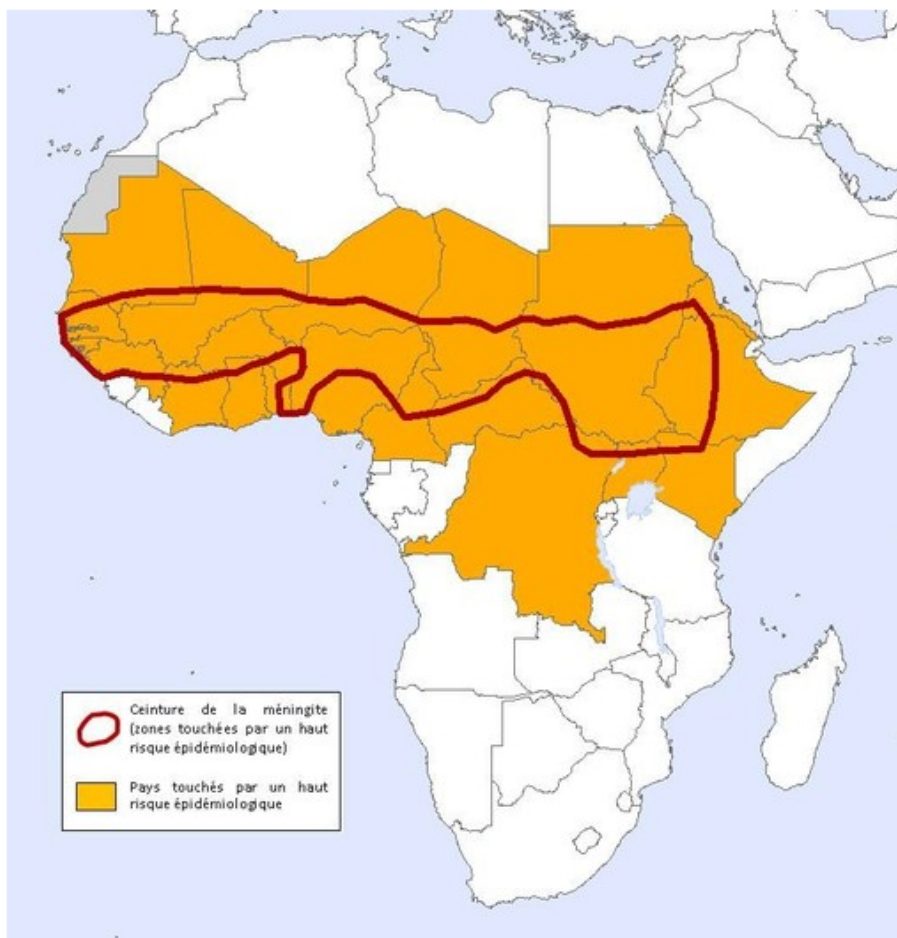 Ceinture de la méningite
(zones touchées par un haut
risque épidémiologique)
Pays touchés par un haut
risque épidémiologique